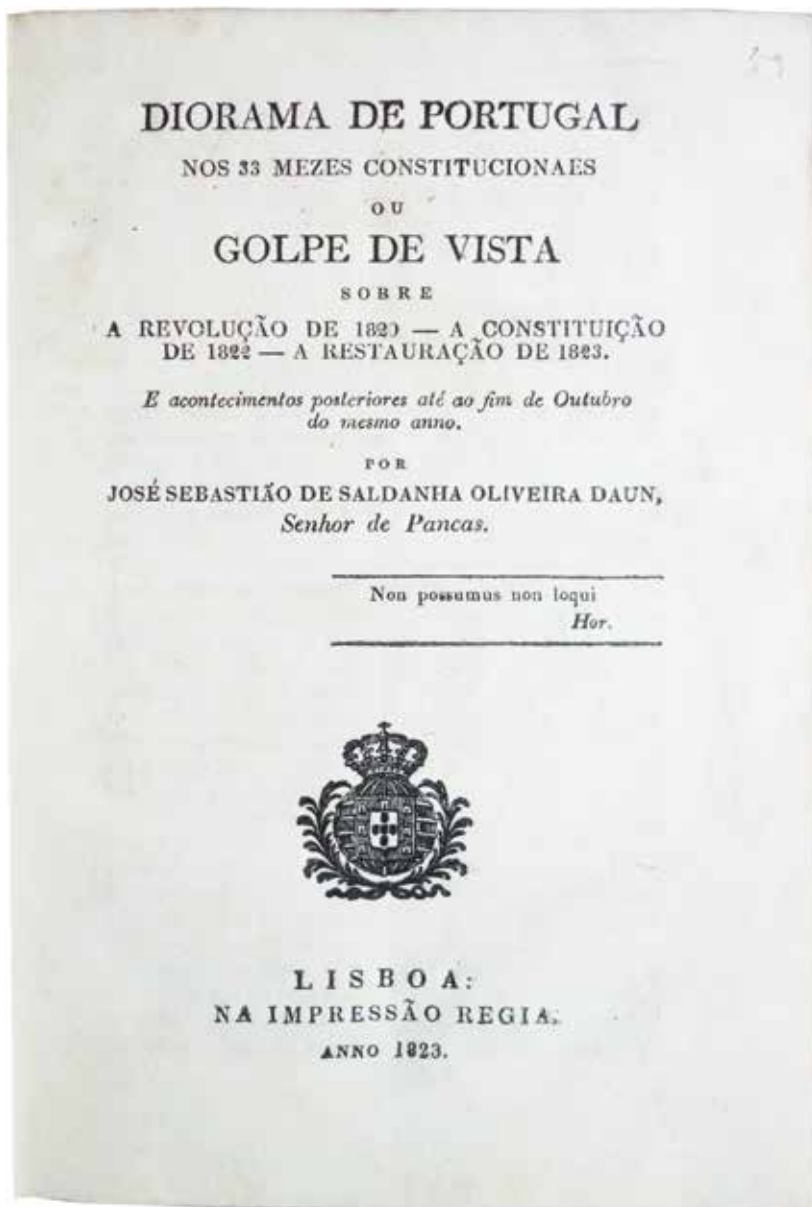 DIORAMA DE PORTUGAL
NOS 33 MEZES CONSTITUCIONAES
OU
GOLPE DE VISTA
SOBRE
A REVOLUÇÃO DE 1820 — A CONSTITUIÇÃO
DE 1822 — A RESTAURAÇÃO DE 1823.
E acontecimentos posteriores até ao fim de Outubro
do mesmo anno.
POR
JOSÉ SEBASTIÃO DE SALDANHA OLIVEIRA DAUN,
Senhor de Pancas.
Non possumus non loqui
Hor.
LISBOA:
NA IMPRESSÃO REGIA.
ANNO 1823.